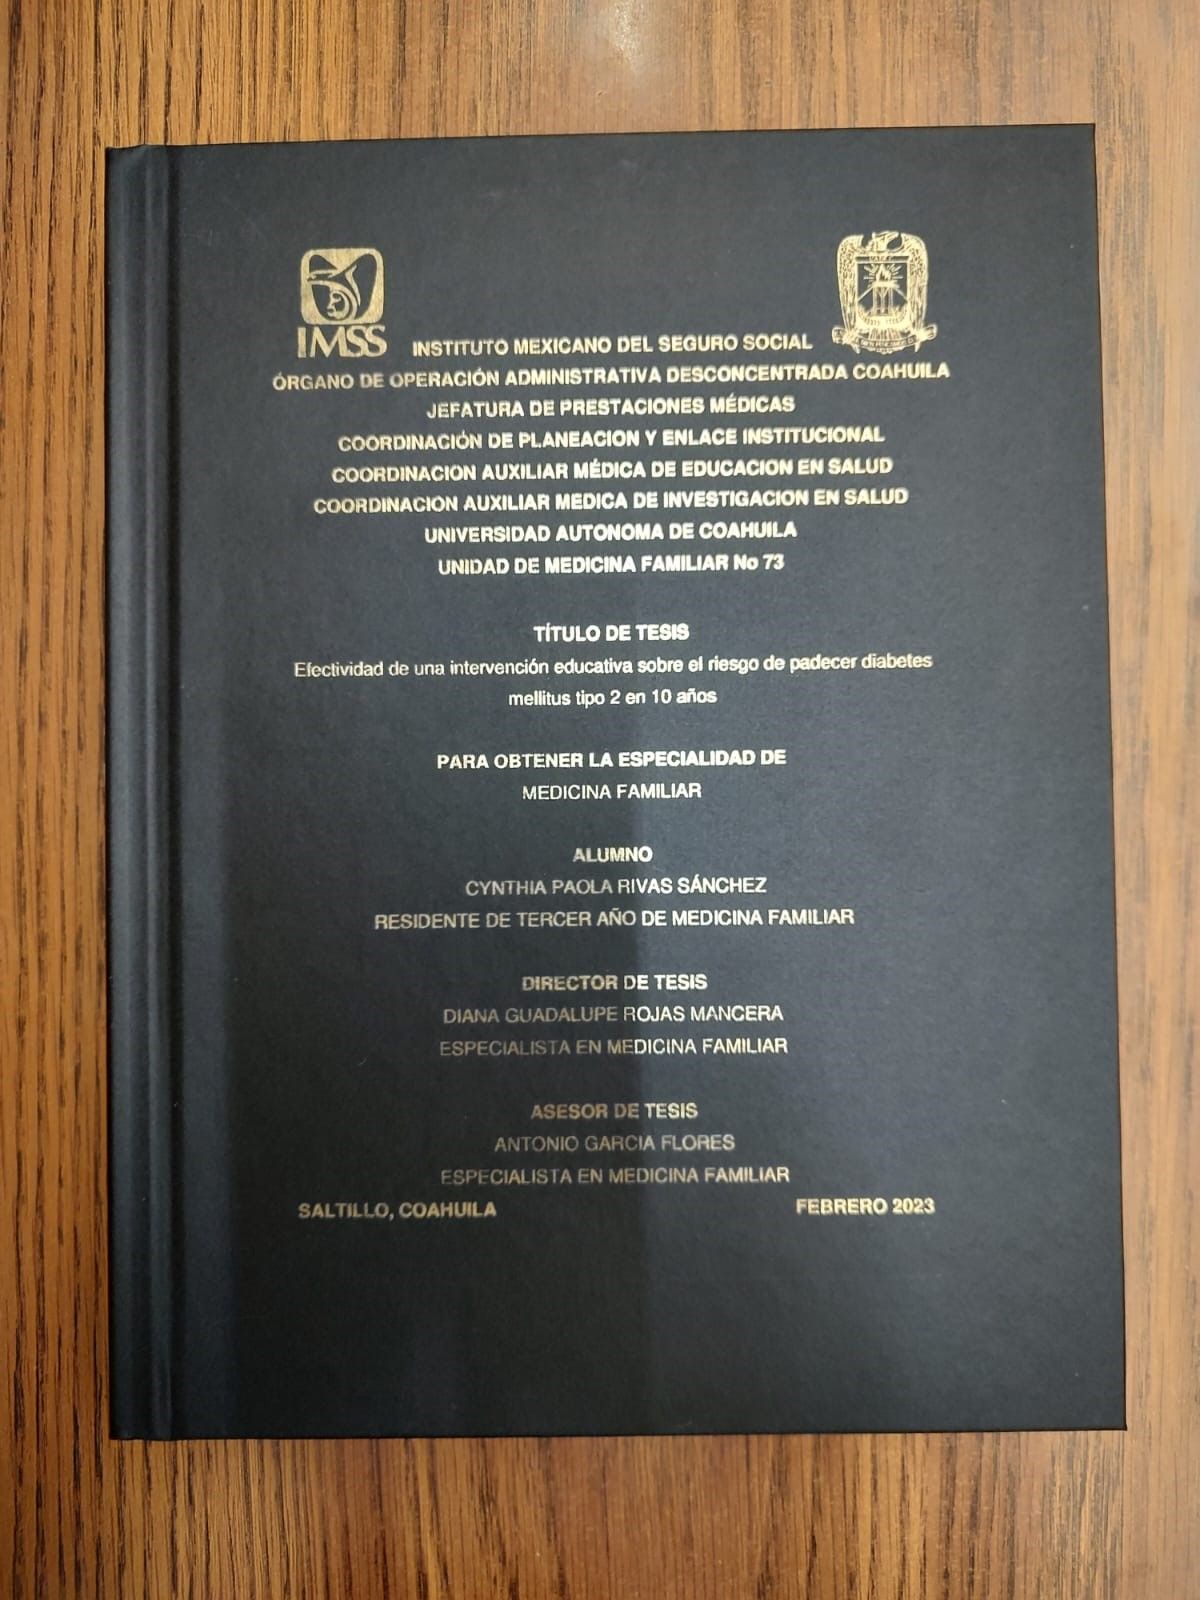 IMSS
INSTITUTO MEXICANO DEL SEGURO SOCIAL
ÓRGANO DE OPERACIÓN ADMINISTRATIVA DESCONCENTRADA COAHUILA
JEFATURA DE PRESTACIONES MÉDICAS
COORDINACIÓN DE PLANEACION Y ENLACE INSTITUCIONAL
COORDINACION AUXILIAR MÉDICA DE EDUCACION EN SALUD
COORDINACION AUXILIAR MEDICA DE INVESTIGACION EN SALUD
UNIVERSIDAD AUTONOMA DE COAHUILA
UNIDAD DE MEDICINA FAMILIAR No 73
TÍTULO DE TESIS
Efectividad de una intervención educativa sobre el riesgo de padecer diabetes
mellitus tipo 2 en 10 años
PARA OBTENER LA ESPECIALIDAD DE
MEDICINA FAMILIAR
ALUMNO
CYNTHIA PAOLA RIVAS SÁNCHEZ
RESIDENTE DE TERCER AÑO DE MEDICINA FAMILIAR
DIRECTOR DE TESIS
DIANA GUADALUPE ROJAS MANCERA
ESPECIALISTA EN MEDICINA FAMILIAR
ASESOR DE TESIS
ANTONIO GARCIA FLORES
ESPECIALISTA EN MEDICINA FAMILIAR
SALTILLO, COAHUILA FEBRERO 2023